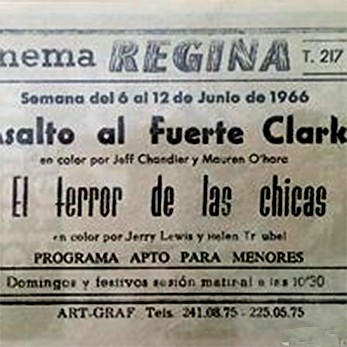 nema REGINA T. 217
Semana del 6 al 12 de Junio de 1966
Asalto al Fuerte Clark
en color por Jeff Chandler y Mauren O'hara
El terror de las chicas
en color por Jerry Lewis y Helen Tr ubel
PROGRAMA APTO PARA MENORES
Domingos y festivos sesión matinal a las 10'30
ART-GRAF Tels. 241.08.75 - 225.05.75